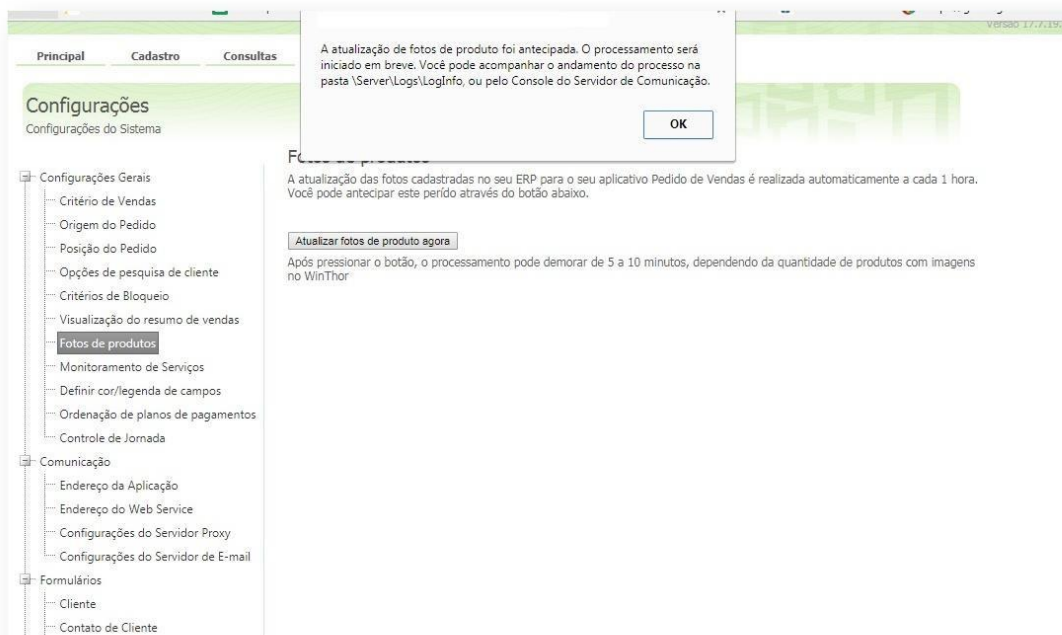 Versão 17.7.19.
Principal Cadastro Consultas
A atualização de fotos de produto foi antecipada. O processamento será
iniciado em breve. Você pode acompanhar o andamento do processo na
pasta \Server\Logs\LogInfo, ou pelo Console do Servidor de Comunicação.
OK
Configurações
Configurações do Sistema
Configurações Gerais
Critério de Vendas
Origem do Pedido
Posição do Pedido
Opções de pesquisa de cliente
Critérios de Bloqueio
Visualização do resumo de vendas
Fotos de produtos
Monitoramento de Serviços
Definir cor/legenda de campos
Ordenação de planos de pagamentos
Controle de Jornada
Comunicação
Endereço da Aplicação
Endereço do Web Service
Configurações do Servidor Proxy
Configurações do Servidor de E-mail
Formulários
Cliente
Contato de Cliente
Fotos de produtos
A atualização das fotos cadastradas no seu ERP para o seu aplicativo Pedido de Vendas é realizada automaticamente a cada 1 hora.
Você pode antecipar este perído através do botão abaixo.
Atualizar fotos de produto agora
Após pressionar o botão, o processamento pode demorar de 5 a 10 minutos, dependendo da quantidade de produtos com imagens
no WinThor